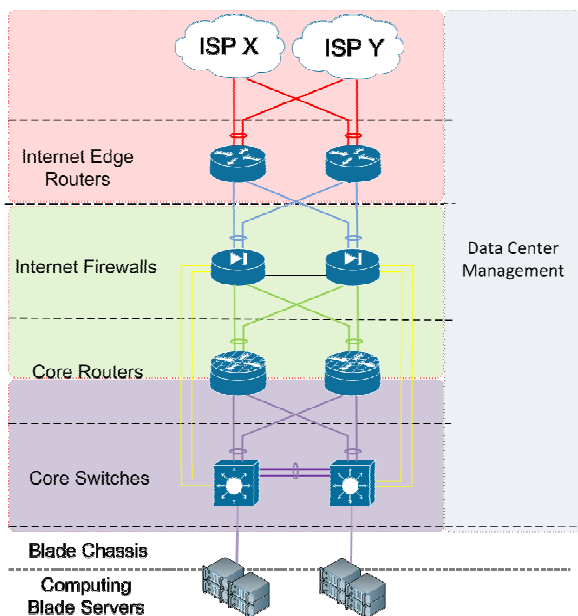 ISP X
ISP Y
Internet Edge
Routers
Internet Firewalls
Data Center
Management
Core Routers
Core Switches
Blade Chassis
Computing
Blade Servers